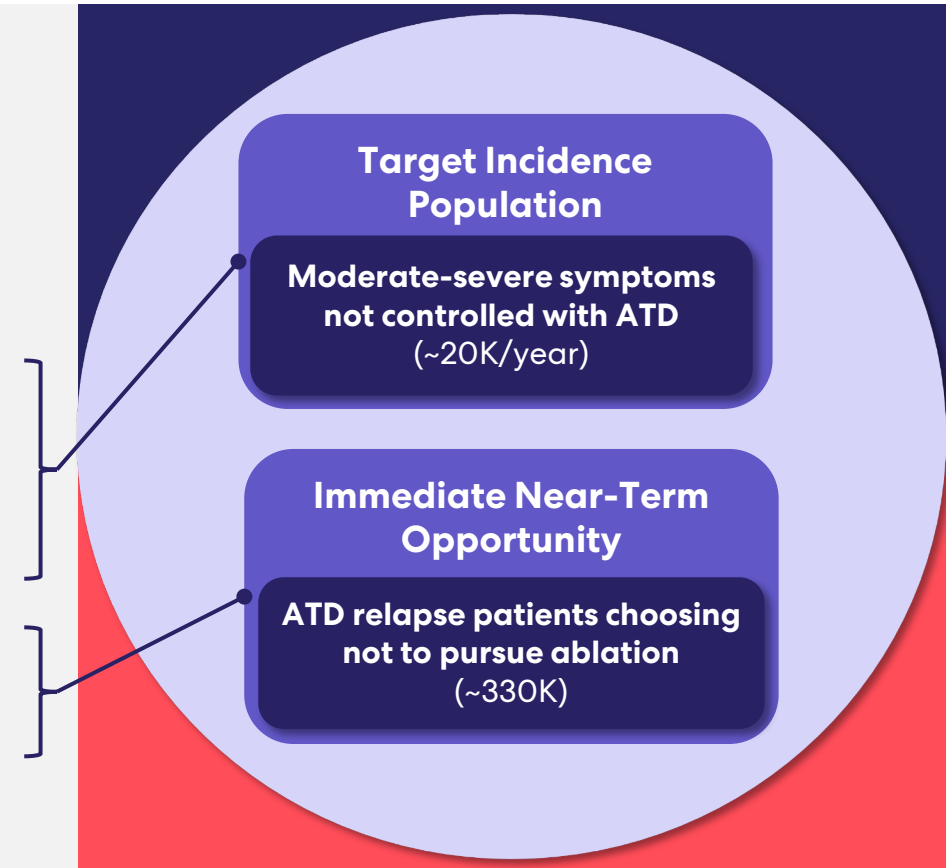 Target Incidence
Population
Moderate-severe symptoms
not controlled with ATD
(~20K/year)
Immediate Near-Term
Opportunity
ATD relapse patients choosing
not to pursue ablation
(~330K)